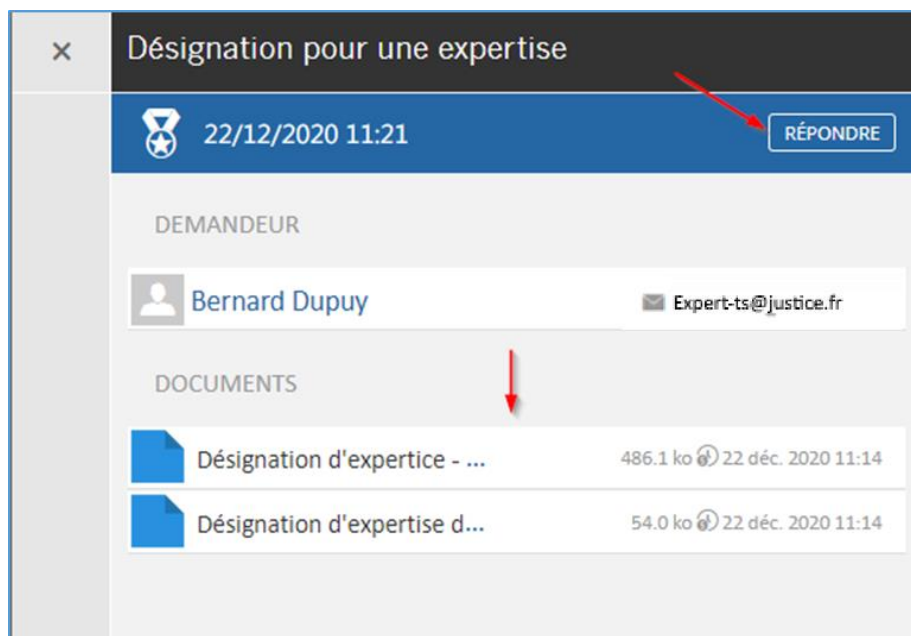 × Désignation pour une expertise
22/12/2020 11:21 RÉPONDRE
DEMANDEUR
Bernard Dupuy Expert-ts@justice.fr
DOCUMENTS
Désignation d'expertice - ... 486.1 ko 22 déc. 2020 11:14
Désignation d'expertise d... 54.0 ko 22 déc. 2020 11:14